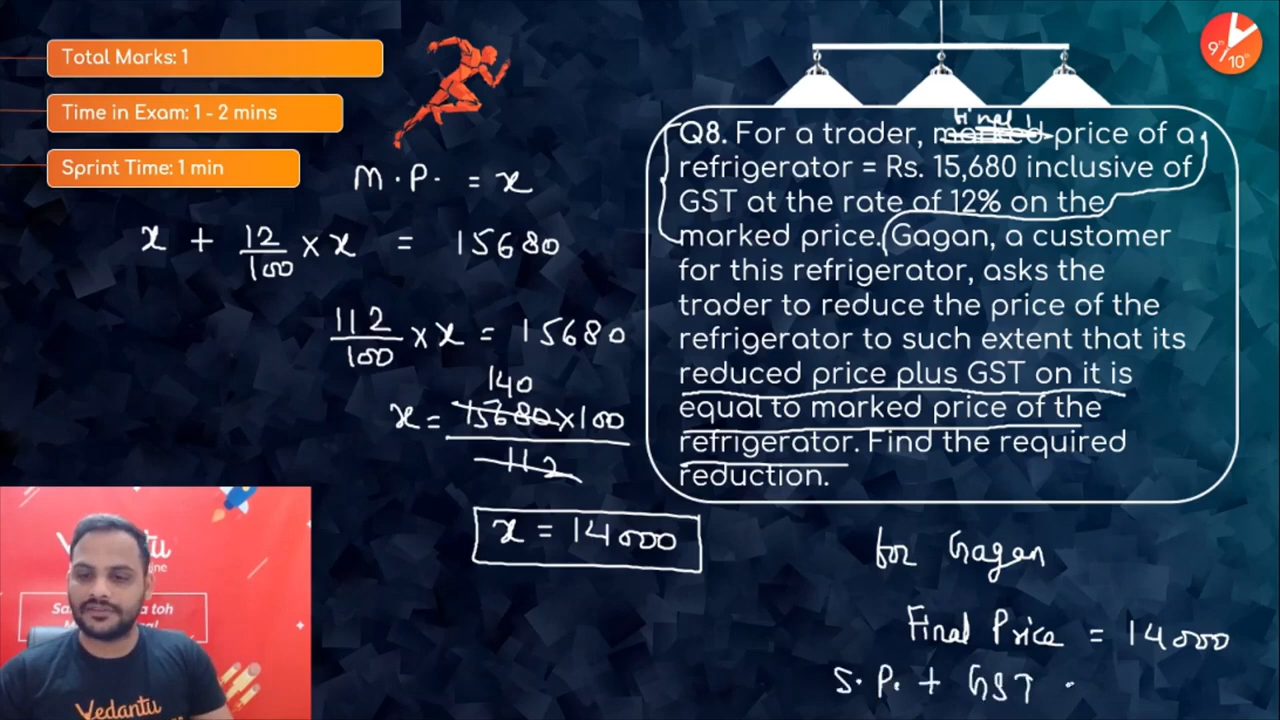 Total Marks: 1
Time in Exam: 1 - 2 mins
Sprint Time: 1 min
M.P. = x
x + 12/100 × x = 15680
112/100 × x = 15680
140
x = 15680×100
112
x = 14000
9th/10th
Final
Q8. For a trader, marked price of a
refrigerator = Rs. 15,680 inclusive of
GST at the rate of 12% on the
marked price. Gagan, a customer
for this refrigerator, asks the
trader to reduce the price of the
refrigerator to such extent that its
reduced price plus GST on it is
equal to marked price of the
refrigerator. Find the required
reduction.
for Gagan
Final Price = 14000
S.P. + GST
Vedantu